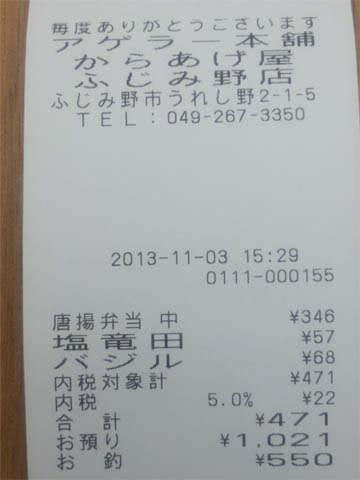 毎度ありがとうございます
アゲラー本舗
からあげ屋
ふじみ野店
ふじみ野市うれし野2-1-5
TEL:049-267-3350
2013-11-03 15:29
0111-000155
唐揚弁当 中 ¥346
塩竜田 ¥57
バジル ¥68
内税対象計 ¥471
内税 5.0% ¥22
合 計 ¥471
お預り ¥1,021
お 釣 ¥550